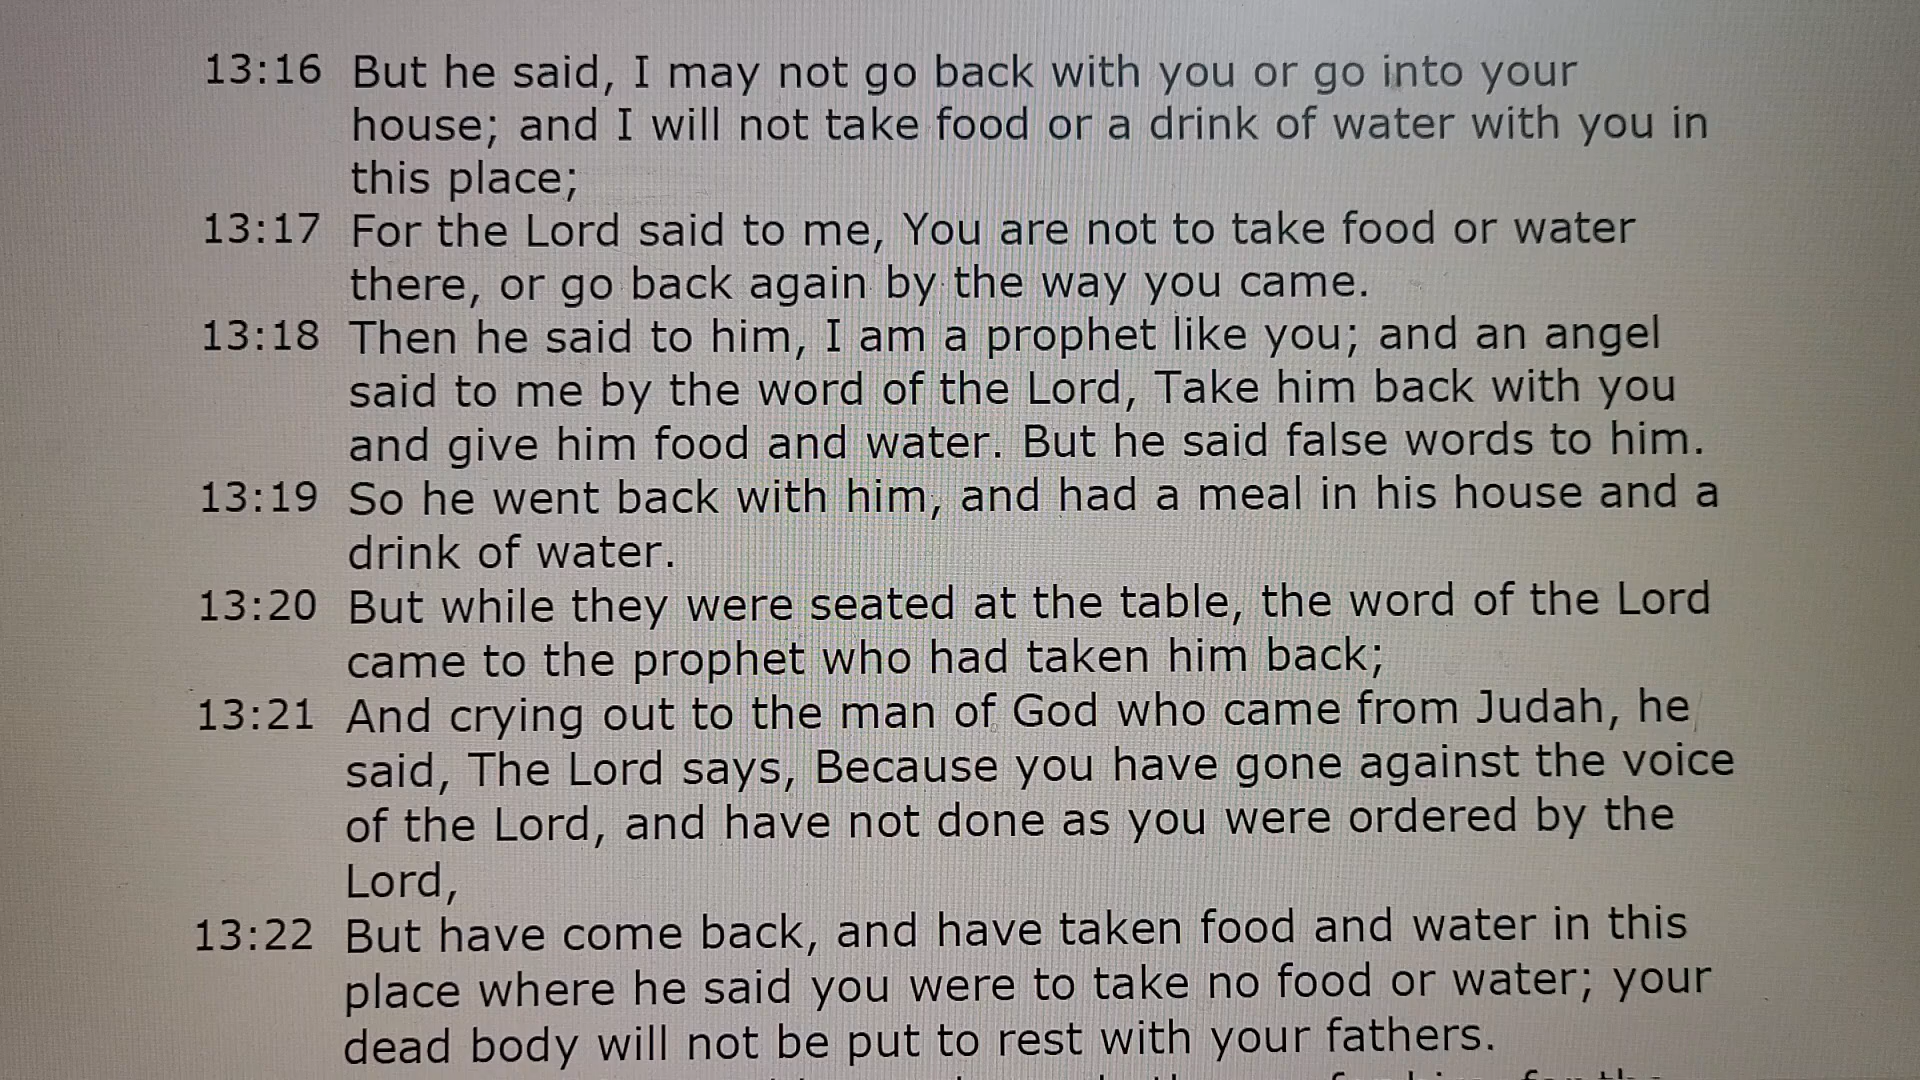 13:16 But he said, I may not go back with you or go into your
house; and I will not take food or a drink of water with you in
this place;
13:17 For the Lord said to me, You are not to take food or water
there, or go back again by the way you came.
13:18 Then he said to him, I am a prophet like you; and an angel
said to me by the word of the Lord, Take him back with you
and give him food and water. But he said false words to him.
13:19 So he went back with him, and had a meal in his house and a
drink of water.
13:20 But while they were seated at the table, the word of the Lord
came to the prophet who had taken him back;
13:21 And crying out to the man of God who came from Judah, he
said, The Lord says, Because you have gone against the voice
of the Lord, and have not done as you were ordered by the
Lord,
13:22 But have come back, and have taken food and water in this
place where he said you were to take no food or water; your
dead body will not be put to rest with your fathers.